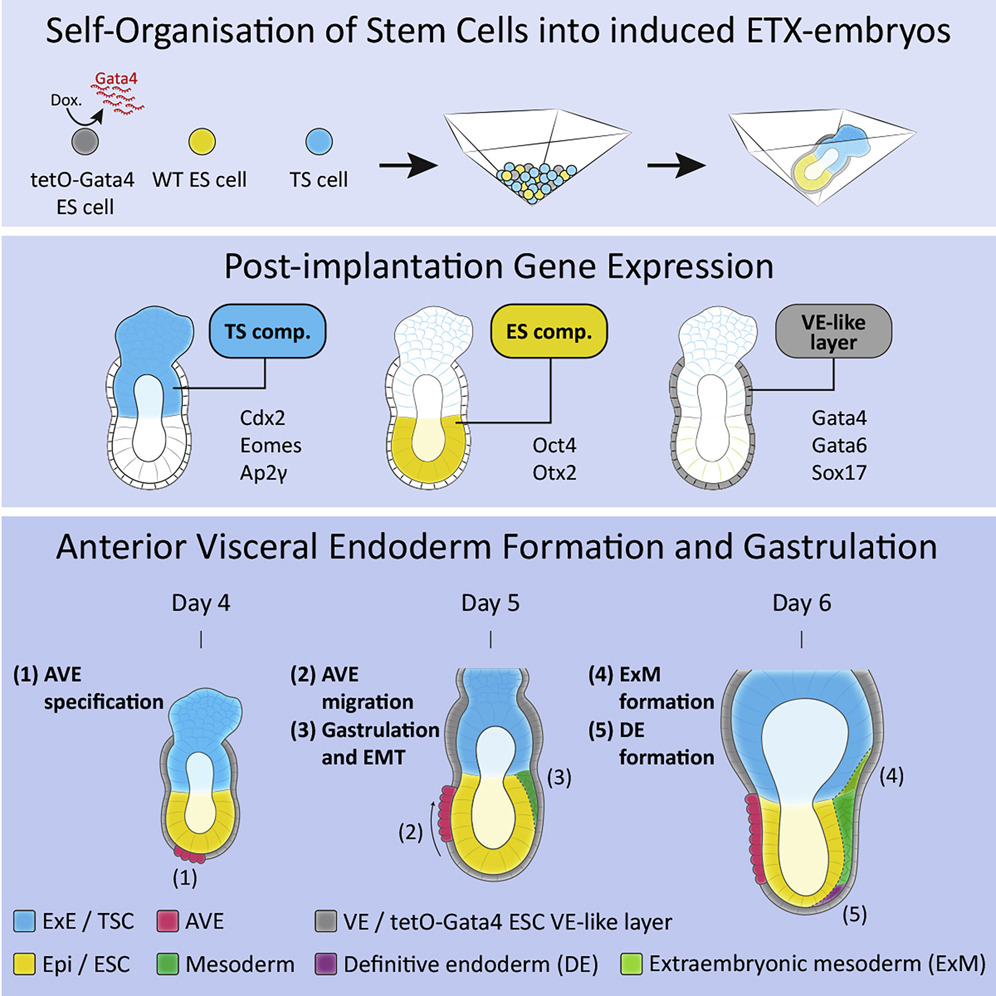 Self-Organisation of Stem Cells into induced ETX-embryos
Gata4
Dox.
tetO-Gata4
ES cell
WT ES cell
TS cell
Post-implantation Gene Expression
TS comp.
Cdx2
Eomes
Ap2γ
ES comp.
Oct4
Otx2
VE-like
layer
Gata4
Gata6
Sox17
Anterior Visceral Endoderm Formation and Gastrulation
Day 4
(1) AVE
specification
(1)
Day 5
(2) AVE
migration
(3) Gastrulation
and EMT
(3)
(2)
Day 6
(4) ExM
formation
(5) DE
formation
(4)
(5)
ExE / TSC
AVE
VE / tetO-Gata4 ESC VE-like layer
Epi / ESC
Mesoderm
Definitive endoderm (DE)
Extraembryonic mesoderm (ExM)